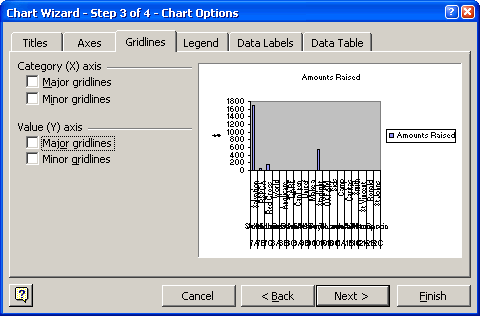 Chart Wizard - Step 3 of 4 - Chart Options
Titles Axes Gridlines Legend Data Labels Data Table
Category (X) axis
Major gridlines
Minor gridlines
Value (Y) axis
Major gridlines
Minor gridlines
Amounts Raised
1800
1600
1400
1200
1000
800
600
400
200
0
Amounts Raised
Cancel < Back Next > Finish